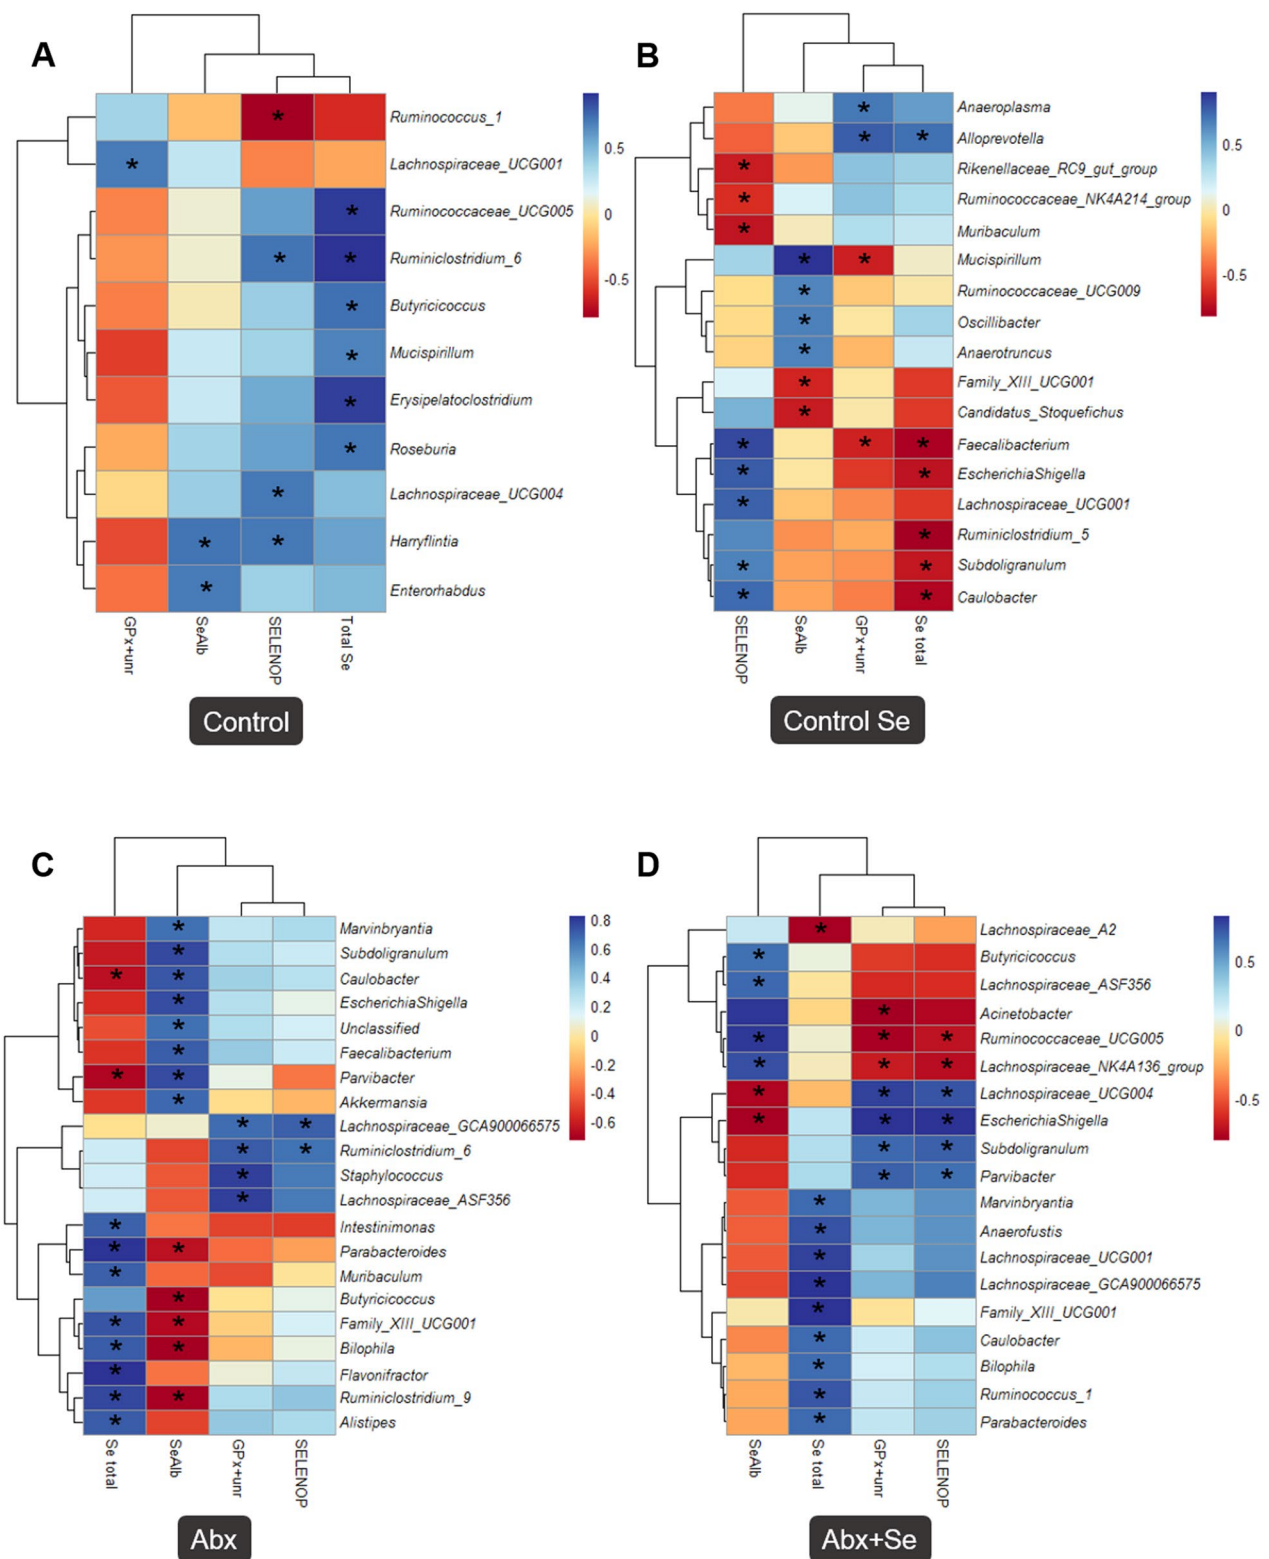 A
Ruminococcus_1
Lachnospiraceae_UCG001
Ruminococcaceae_UCG005
Ruminiclostridium_6
Butyricicoccus
Mucispirillum
Erysipelatoclostridium
Roseburia
Lachnospiraceae_UCG004
Harryflintia
Enterorhabdus
0.5
0
-0.5
GPx+unr
SeAlb
SELENOP
Total Se
Control
B
Anaeroplasma
Alloprevotella
Rikenellaceae_RC9_gut_group
Ruminococcaceae_NK4A214_group
Muribaculum
Mucispirillum
Ruminococcaceae_UCG009
Oscillibacter
Anaerotruncus
Family_XIII_UCG001
Candidatus_Stoquefichus
Faecalibacterium
EscherichiaShigella
Lachnospiraceae_UCG001
Ruminiclostridium_5
Subdoligranulum
Caulobacter
0.5
0
-0.5
SELENOP
SeAlb
GPx+unr
Se total
Control Se
C
Marvinbryantia
Subdoligranulum
Caulobacter
EscherichiaShigella
Unclassified
Faecalibacterium
Parvibacter
Akkermansia
Lachnospiraceae_GCA900066575
Ruminiclostridium_6
Staphylococcus
Lachnospiraceae_ASF356
Intestinimonas
Parabacteroides
Muribaculum
Butyricicoccus
Family_XIII_UCG001
Bilophila
Flavonifractor
Ruminiclostridium_9
Alistipes
0.8
0.6
0.4
0.2
0
-0.2
-0.4
-0.6
Se total
SeAlb
GPx+unr
SELENOP
Abx
D
Lachnospiraceae_A2
Butyricicoccus
Lachnospiraceae_ASF356
Acinetobacter
Ruminococcaceae_UCG005
Lachnospiraceae_NK4A136_group
Lachnospiraceae_UCG004
EscherichiaShigella
Subdoligranulum
Parvibacter
Marvinbryantia
Anaerofustis
Lachnospiraceae_UCG001
Lachnospiraceae_GCA900066575
Family_XIII_UCG001
Caulobacter
Bilophila
Ruminococcus_1
Parabacteroides
0.5
0
-0.5
SeAlb
Se total
GPx+unr
SELENOP
Abx+Se